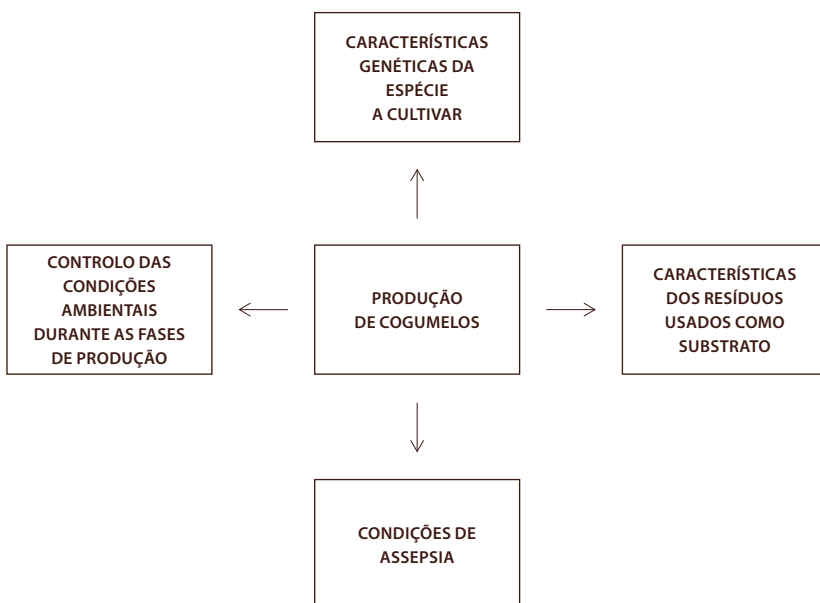 CARACTERÍSTICAS
GENÉTICAS DA
ESPÉCIE
A CULTIVAR
CONTROLO DAS
CONDIÇÕES
AMBIENTAIS
DURANTE AS FASES
DE PRODUÇÃO
PRODUÇÃO
DE COGUMELOS
CARACTERÍSTICAS
DOS RESÍDUOS
USADOS COMO
SUBSTRATO
CONDIÇÕES DE
ASSEPSIA